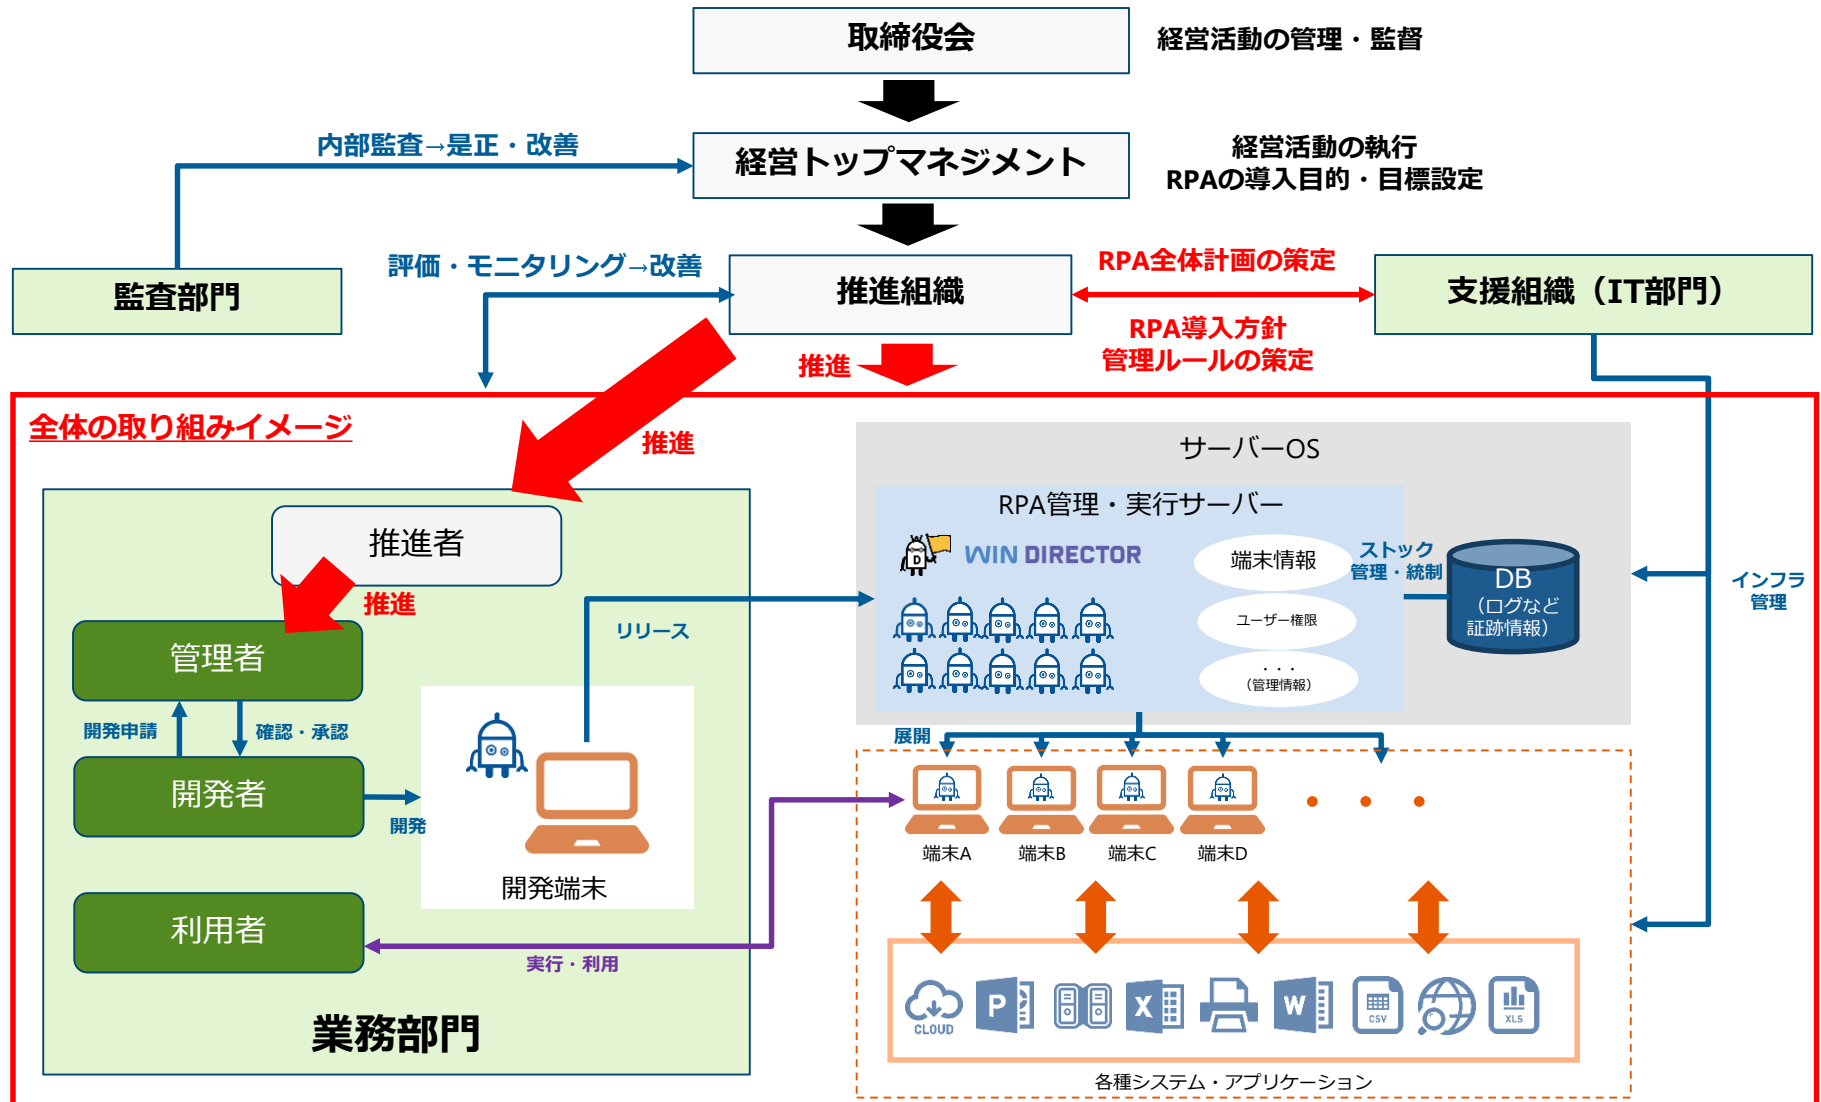 取締役会
経営活動の管理・監督
内部監査→是正・改善
経営トップマネジメント
経営活動の執行
RPAの導入目的・目標設定
監査部門
評価・モニタリング→改善
推進組織
RPA全体計画の策定
RPA導入方針
管理ルールの策定
支援組織（IT部門）
推進
全体の取り組みイメージ
推進
サーバーOS
RPA管理・実行サーバー
D
WIN DIRECTOR
端末情報
ユーザー権限
・・・
（管理情報）
ストック
管理・統制
DB
（ログなど
証跡情報）
インフラ
管理
推進者
推進
管理者
開発申請
確認・承認
開発者
開発
開発端末
リリース
利用者
実行・利用
業務部門
展開
端末A
端末B
端末C
端末D
・・・
CLOUD
P
X
W
CSV
XLS
各種システム・アプリケーション